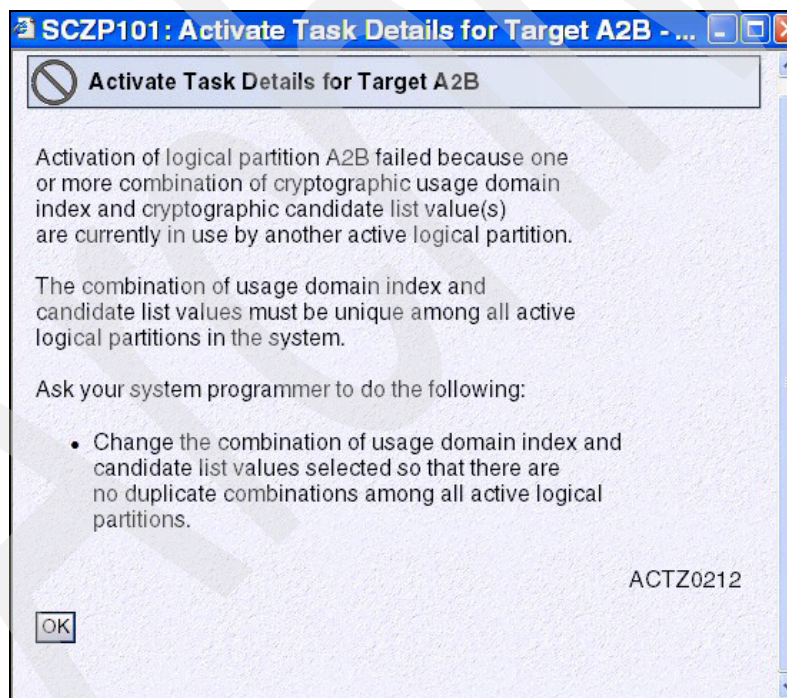 SCZP101: Activate Task Details for Target A2B - ...
Activate Task Details for Target A2B
Activation of logical partition A2B failed because one
or more combination of cryptographic usage domain
index and cryptographic candidate list value(s)
are currently in use by another active logical partition.
The combination of usage domain index and
candidate list values must be unique among all active
logical partitions in the system.
Ask your system programmer to do the following:
• Change the combination of usage domain index and
candidate list values selected so that there are
no duplicate combinations among all active logical
partitions.
ACTZ0212
OK